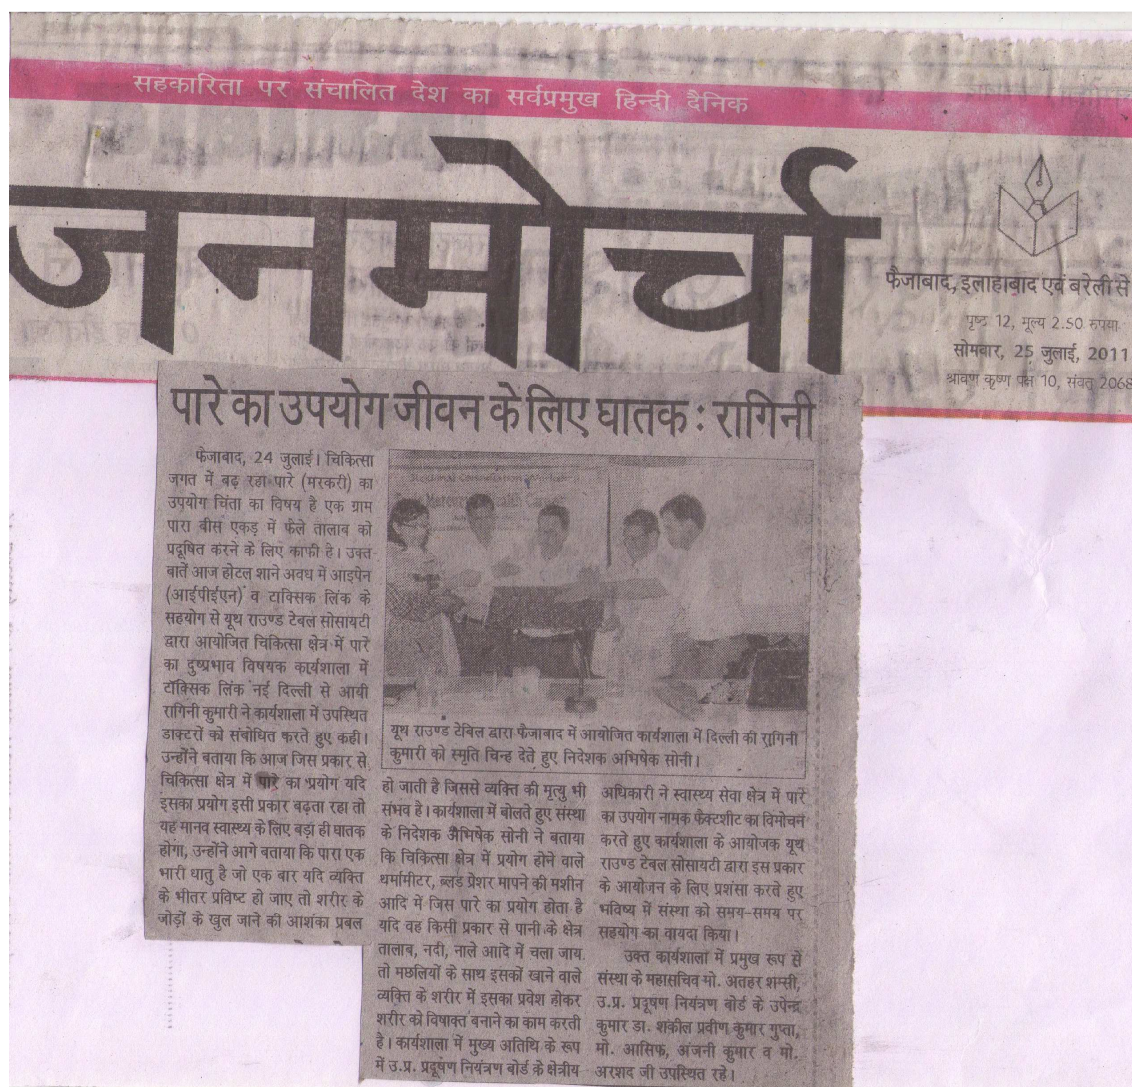 सहकारिता पर संचालित देश का सर्वप्रमुख हिन्दी दैनिक
जनमोर्चा
फैजाबाद, इलाहाबाद एवं बरेली से
पृष्ठ 12, मूल्य 2.50 रुपया
सोमवार, 25 जुलाई, 2011
श्रावण कृष्ण पक्ष 10, संवत् 2068
पारे का उपयोग जीवन के लिए घातक : रागिनी
फैजाबाद, 24 जुलाई। चिकित्सा
जगत में बढ़ रहा पारे (मरकरी) का
उपयोग चिंता का विषय है एक ग्राम
पारा बीस एकड़ में फैले तालाब को
प्रदूषित करने के लिए काफी है। उक्त
बातें आज होटल शाने अवध में आइपेन
(आईपीईएन) व टाक्सिक लिंक के
सहयोग से यूथ राउण्ड टेबल सोसायटी
द्वारा आयोजित चिकित्सा क्षेत्र में पारे
का दुष्प्रभाव विषयक कार्यशाला में
टॉक्सिक लिंक नई दिल्ली से आयी
रागिनी कुमारी ने कार्यशाला में उपस्थित
डाक्टरों को संबोधित करते हुए कही।
उन्होंने बताया कि आज जिस प्रकार से
चिकित्सा क्षेत्र में पारे का प्रयोग यदि
इसका प्रयोग इसी प्रकार बढ़ता रहा तो
यह मानव स्वास्थ्य के लिए बड़ा ही घातक
होगा, उन्होंने आगे बताया कि पारा एक
भारी धातु है जो एक बार यदि व्यक्ति
के भीतर प्रविष्ट हो जाए तो शरीर के
जोड़ों के खुल जाने की आशंका प्रबल
यूथ राउण्ड टेबिल द्वारा फैजाबाद में आयोजित कार्यशाला में दिल्ली की रागिनी
कुमारी को स्मृति चिन्ह देते हुए निदेशक अभिषेक सोनी।
हो जाती है जिससे व्यक्ति की मृत्यु भी
संभव है। कार्यशाला में बोलते हुए संस्था
के निदेशक अभिषेक सोनी ने बताया
कि चिकित्सा क्षेत्र में प्रयोग होने वाले
थर्मामीटर, ब्लड प्रेशर मापने की मशीन
आदि में जिस पारे का प्रयोग होता है
यदि वह किसी प्रकार से पानी के क्षेत्र
तालाब, नदी, नाले आदि में चला जाय
तो मछलियों के साथ इसकों खाने वाले
व्यक्ति के शरीर में इसका प्रवेश होकर
शरीर को विषाक्त बनाने का काम करती
है। कार्यशाला में मुख्य अतिथि के रूप
में उ.प्र. प्रदूषण नियंत्रण बोर्ड के क्षेत्रीय
अधिकारी ने स्वास्थ्य सेवा क्षेत्र में पारे
का उपयोग नामक फैक्टशीट का विमोचन
करते हुए कार्यशाला के आयोजक यूथ
राउण्ड टेबल सोसायटी द्वारा इस प्रकार
के आयोजन के लिए प्रशंसा करते हुए
भविष्य में संस्था को समय-समय पर
सहयोग का वायदा किया।
उक्त कार्यशाला में प्रमुख रूप से
संस्था के महासचिव मो. अतहर शम्सी,
उ.प्र. प्रदूषण नियंत्रण बोर्ड के उपेन्द्र
कुमार डा. शकील प्रवीण कुमार गुप्ता,
मो. आसिफ, अंजनी कुमार व मो.
अरशद जी उपस्थित रहे।